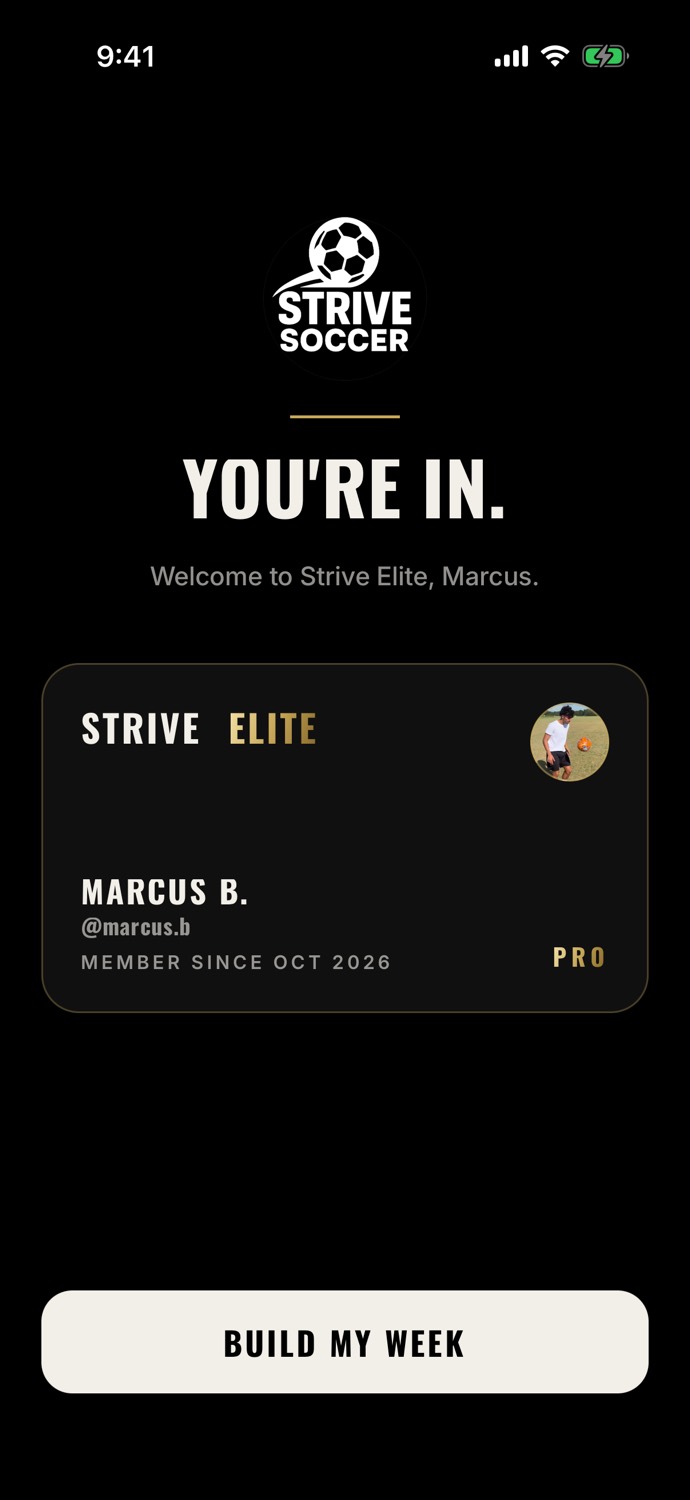 9:41
STRIVE
SOCCER
YOU'RE IN.
Welcome to Strive Elite, Marcus.
STRIVE ELITE
MARCUS B.
@marcus.b
MEMBER SINCE OCT 2026
PRO
BUILD MY WEEK